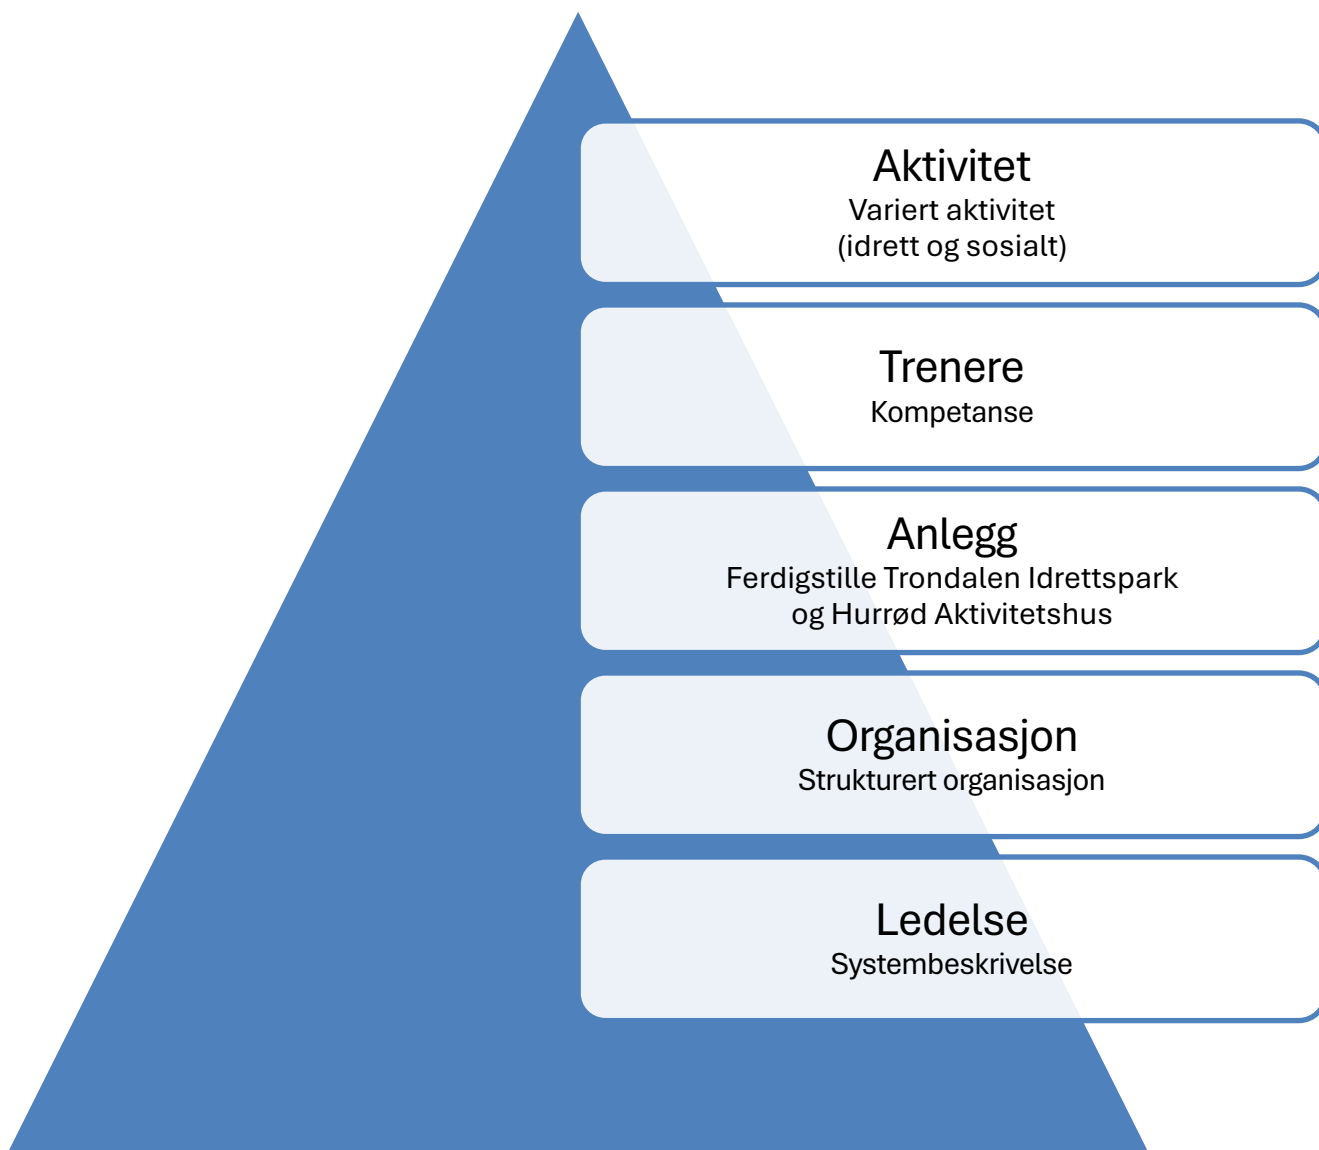 Aktivitet
Variert aktivitet
(idrett og sosialt)
Trenere
Kompetanse
Anlegg
Ferdigstille Trondalen Idrettspark
og Hurrød Aktivitetshus
Organisasjon
Strukturert organisasjon
Ledelse
Systembeskrivelse